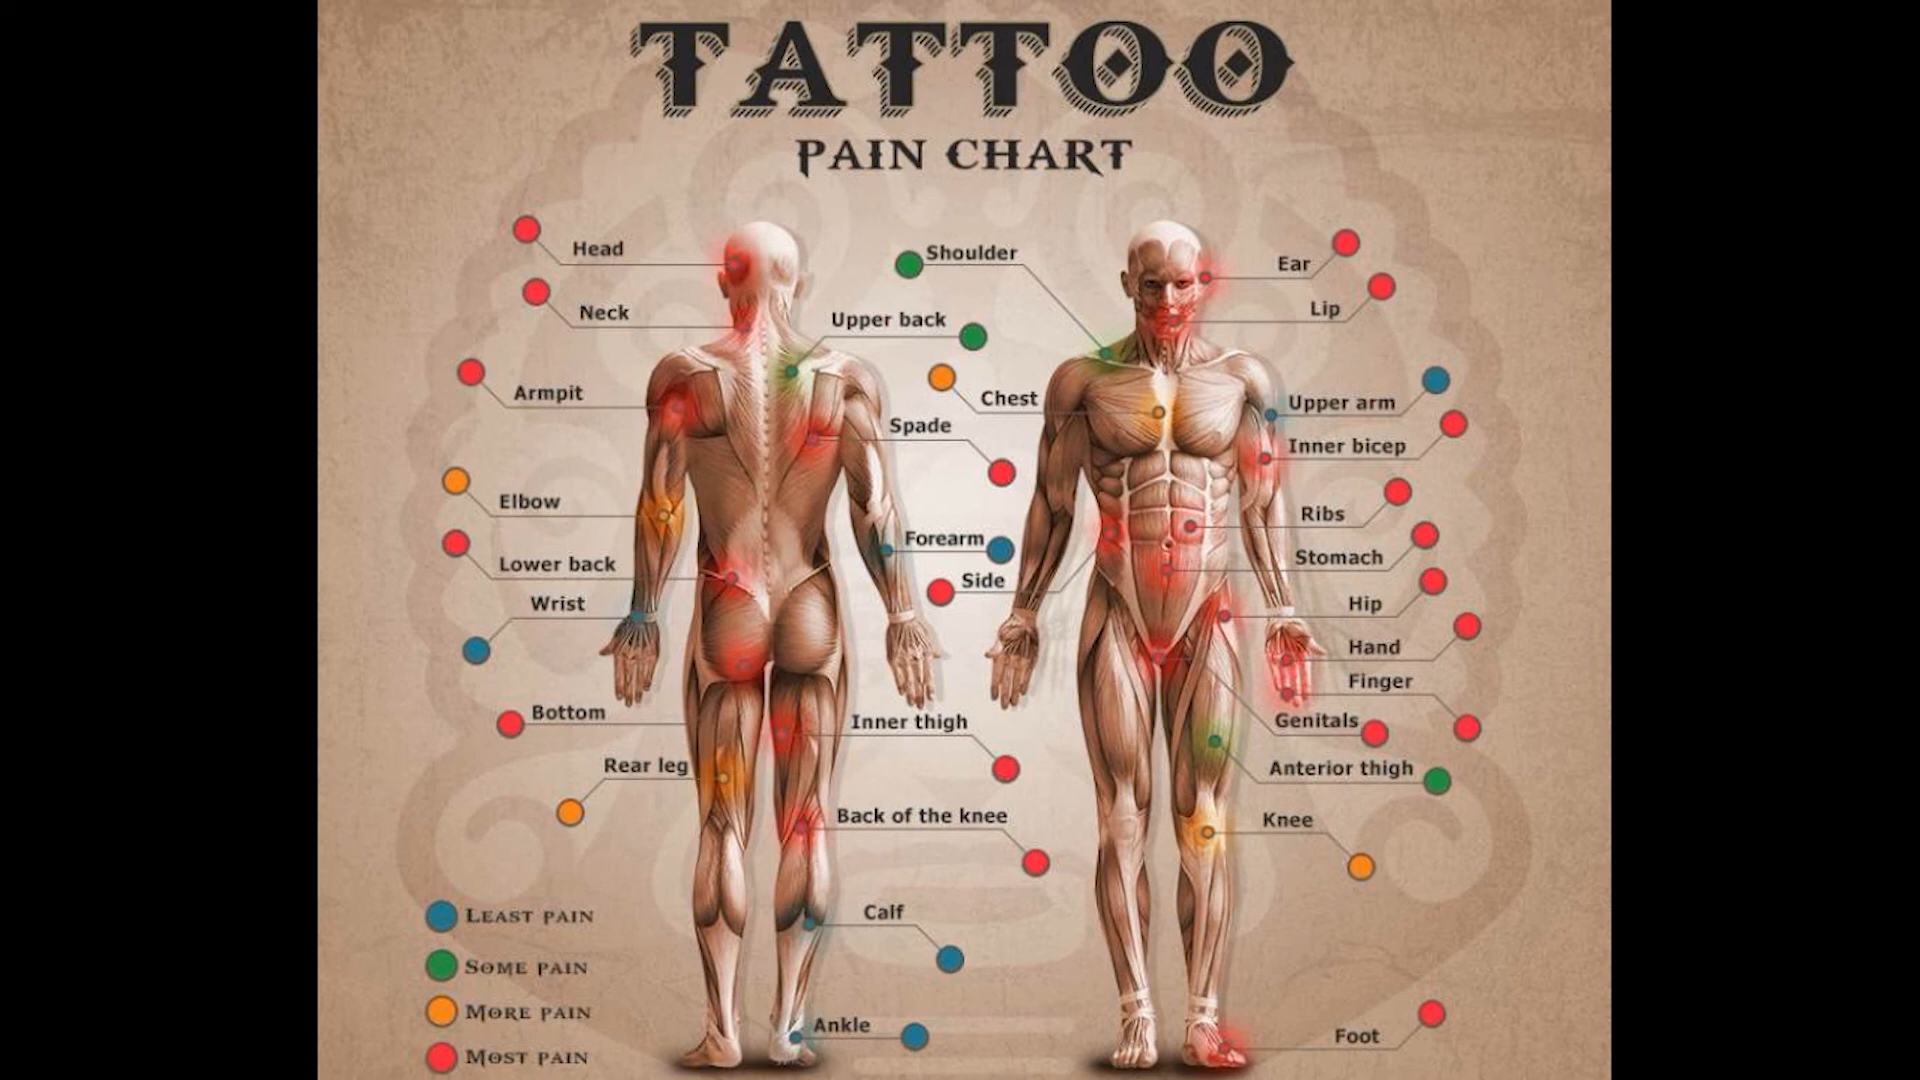 TATTOO
PAIN CHART
Head
Neck
Armpit
Elbow
Lower back
Wrist
Bottom
Rear leg
Shoulder
Upper back
Chest
Spade
Forearm
Side
Inner thigh
Back of the knee
Calf
Ankle
Ear
Lip
Upper arm
Inner bicep
Ribs
Stomach
Hip
Hand
Finger
Genitals
Anterior thigh
Knee
Foot
LEAST PAIN
SOME PAIN
MORE PAIN
MOST PAIN